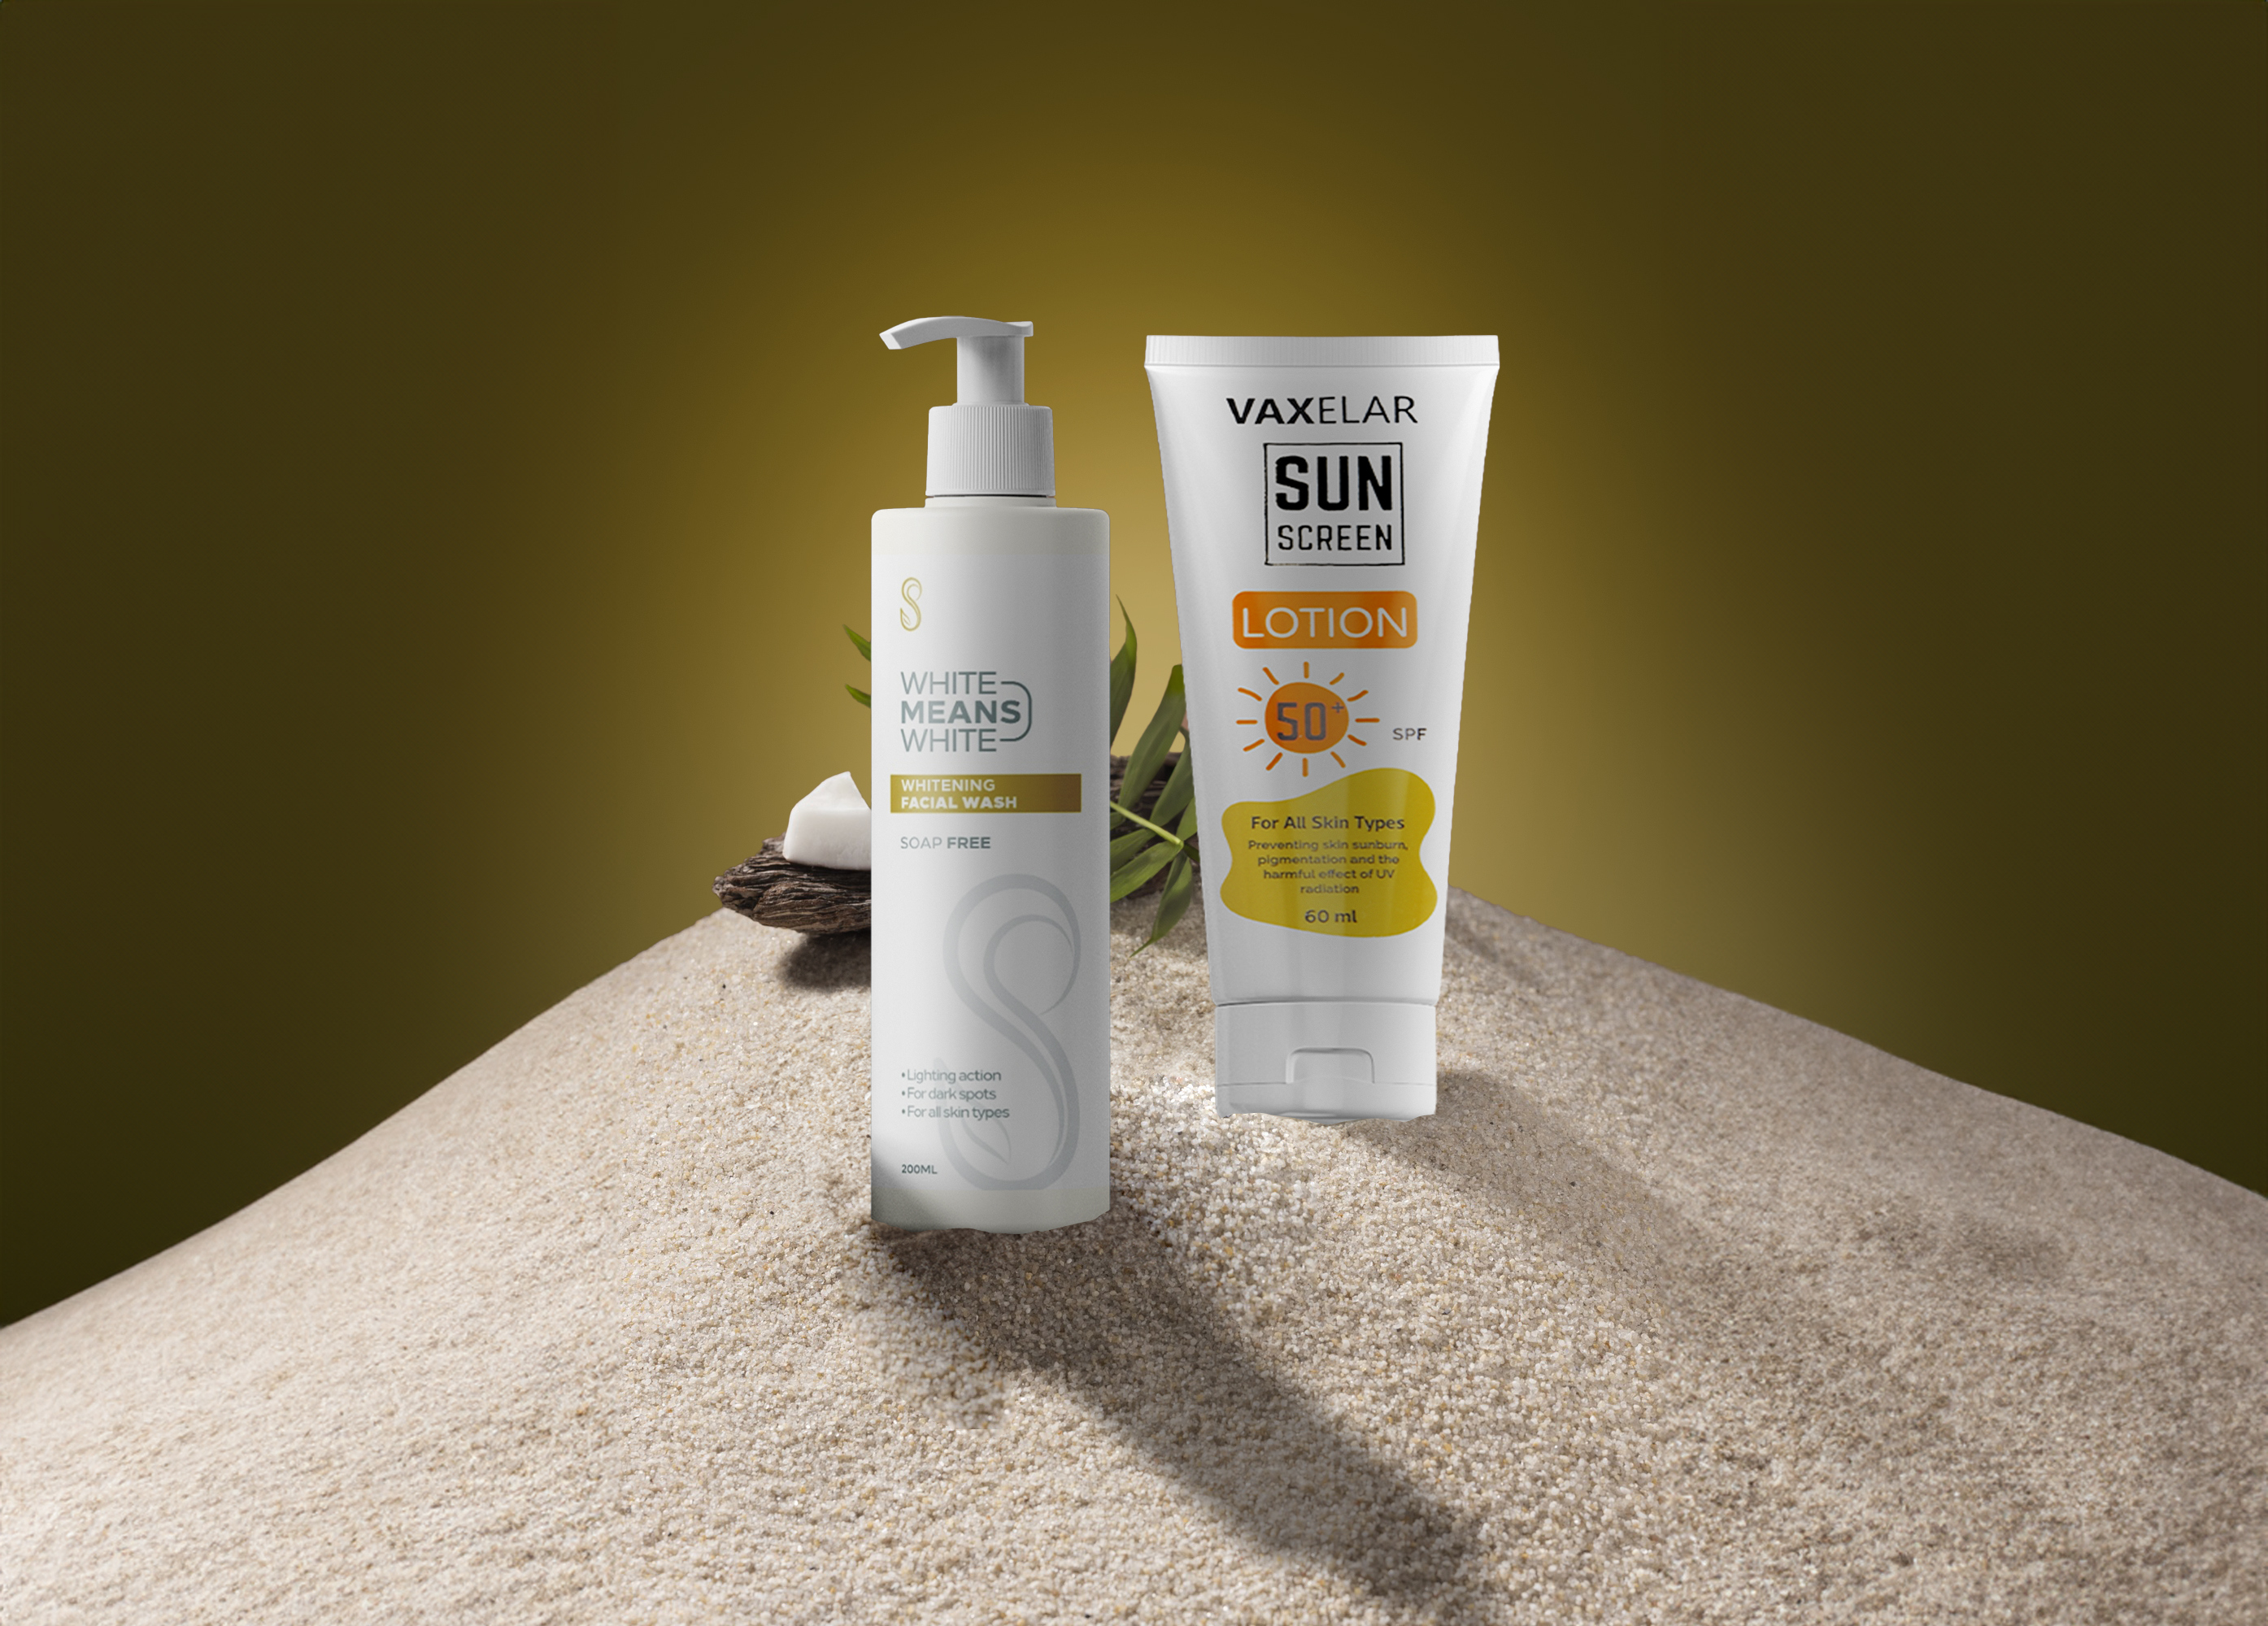 WHITE
MEANS
WHITE
WHITENING
FACIAL WASH
SOAP FREE
•Lighting action
•For dark spots
•For all skin types
200ML
VAXELAR
SUN
SCREEN
LOTION
50+
SPF
For All Skin Types
Preventing skin sunburn,
pigmentation and the
harmful effect of UV
radiation
60 ml